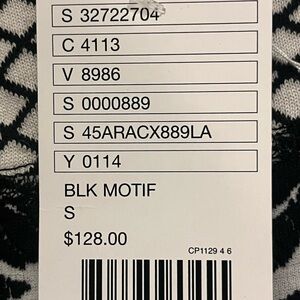 S 32722704
C 4113
V 8986
S 0000889
S 45ARACX889LA
Y 0114
BLK MOTIF
S
$128.00
CP1129 4 6